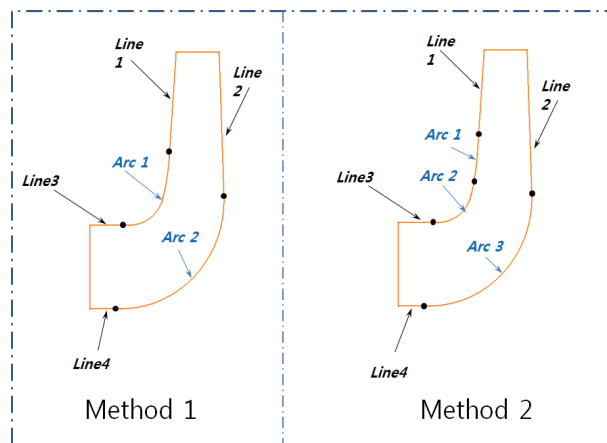 Line
1
Line
2
Arc 1
Line3
Arc 2
Line4
Method 1
Line
1
Line
2
Arc 1
Arc 2
Line3
Arc 3
Line4
Method 2